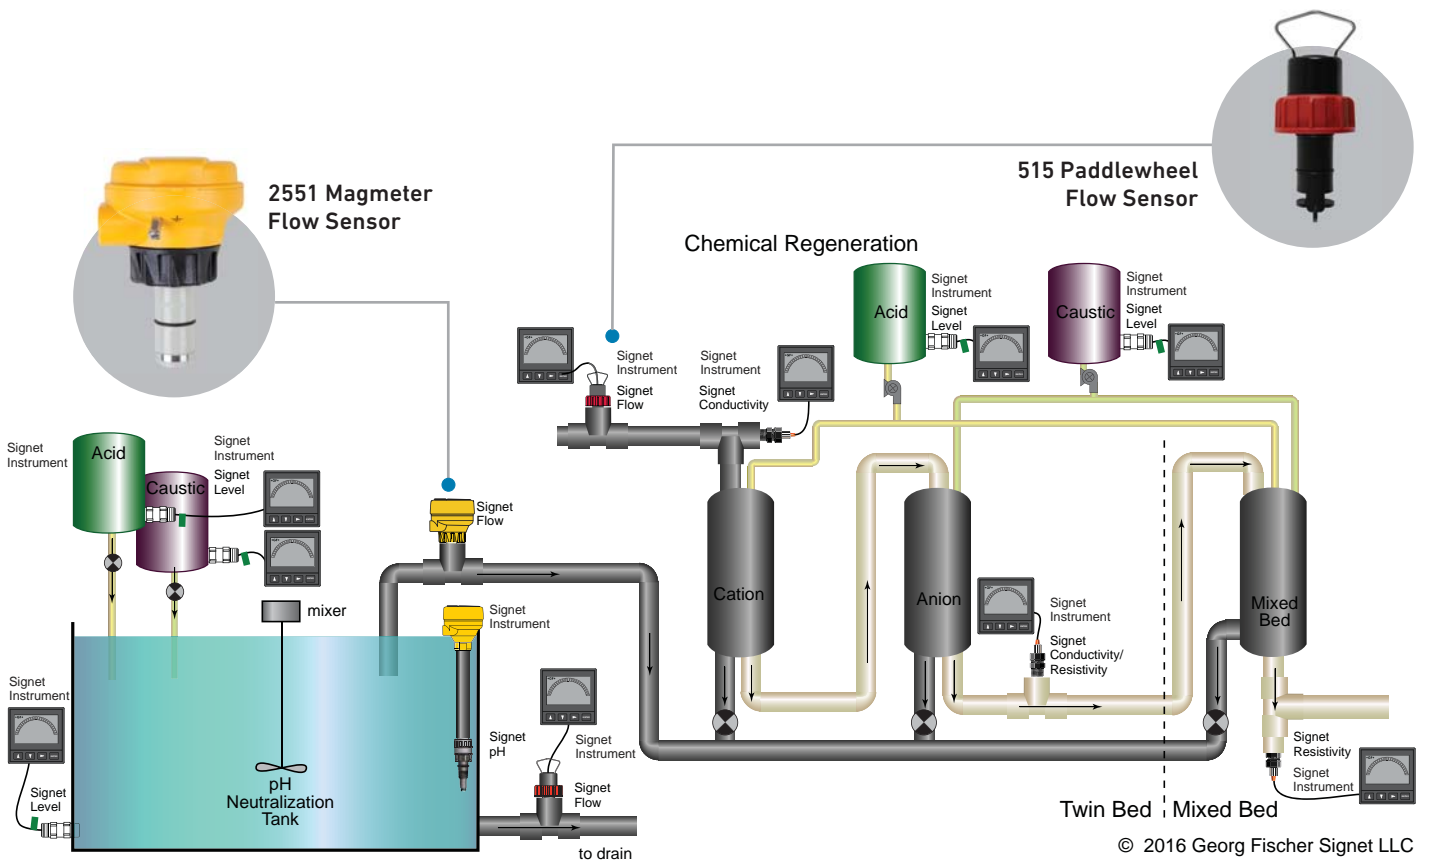 2551 Magmeter
Flow Sensor
515 Paddlewheel
Flow Sensor
Chemical Regeneration
Acid
Signet
Instrument
Signet
Level
Caustic
Signet
Instrument
Signet
Level
Signet
Instrument
Signet
Flow
Signet
Instrument
Signet
Conductivity
Signet
Instrument
Acid
Caustic
Signet
Instrument
Signet
Level
Signet
Flow
mixer
Signet
Instrument
Cation
Anion
Mixed
Bed
Signet
Instrument
Signet
Conductivity/
Resistivity
Signet
Instrument
Signet
Level
pH
Neutralization
Tank
Signet
pH
Signet
Instrument
Signet
Flow
to drain
Signet
Resistivity
Signet
Instrument
Twin Bed
Mixed Bed
© 2016 Georg Fischer Signet LLC